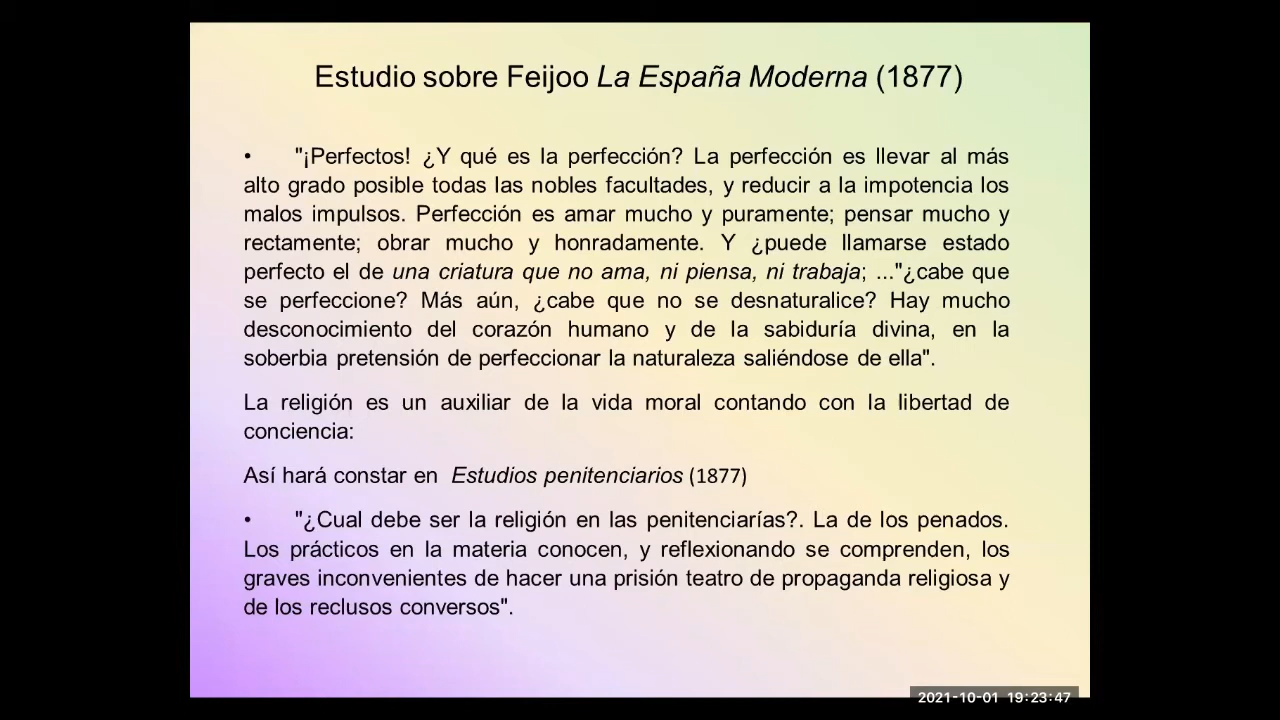 Estudio sobre Feijoo La España Moderna (1877)
• "¡Perfectos! ¿Y qué es la perfección? La perfección es llevar al más
alto grado posible todas las nobles facultades, y reducir a la impotencia los
malos impulsos. Perfección es amar mucho y puramente; pensar mucho y
rectamente; obrar mucho y honradamente. Y ¿puede llamarse estado
perfecto el de una criatura que no ama, ni piensa, ni trabaja; ..."¿cabe que
se perfeccione? Más aún, ¿cabe que no se desnaturalice? Hay mucho
desconocimiento del corazón humano y de la sabiduría divina, en la
soberbia pretensión de perfeccionar la naturaleza saliéndose de ella".
La religión es un auxiliar de la vida moral contando con la libertad de
conciencia:
Así hará constar en Estudios penitenciarios (1877)
• "¿Cual debe ser la religión en las penitenciarías?. La de los penados.
Los prácticos en la materia conocen, y reflexionando se comprenden, los
graves inconvenientes de hacer una prisión teatro de propaganda religiosa y
de los reclusos conversos".
2021-10-01 19:23:47